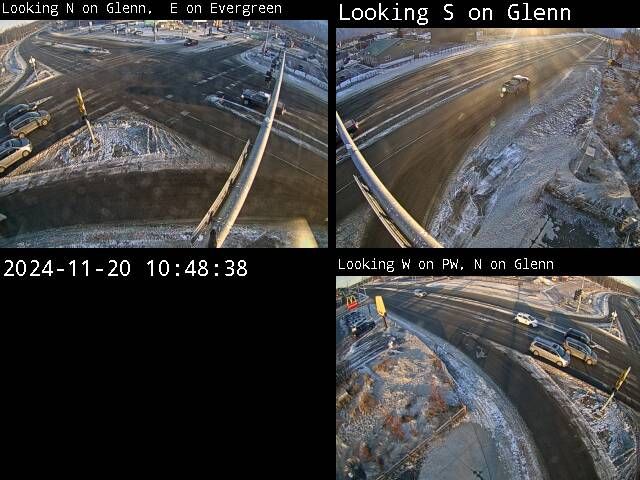 Looking N on Glenn, E on Evergreen
Looking S on Glenn
2024-11-20 10:48:38
Looking W on PW, N on Glenn